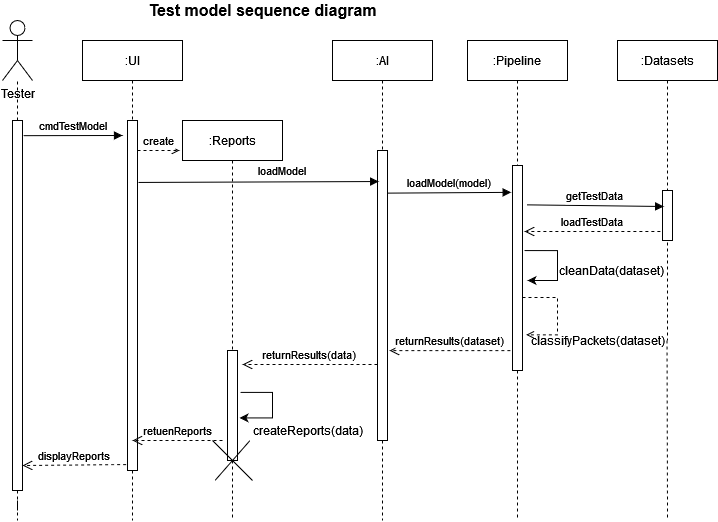 Test model sequence diagram
Tester
:UI
:AI
:Pipeline
:Datasets
cmdTestModel
create
:Reports
loadModel
loadModel(model)
getTestData
loadTestData
cleanData(dataset)
classifyPackets(dataset)
returnResults(dataset)
returnResults(data)
createReports(data)
retuenReports
displayReports